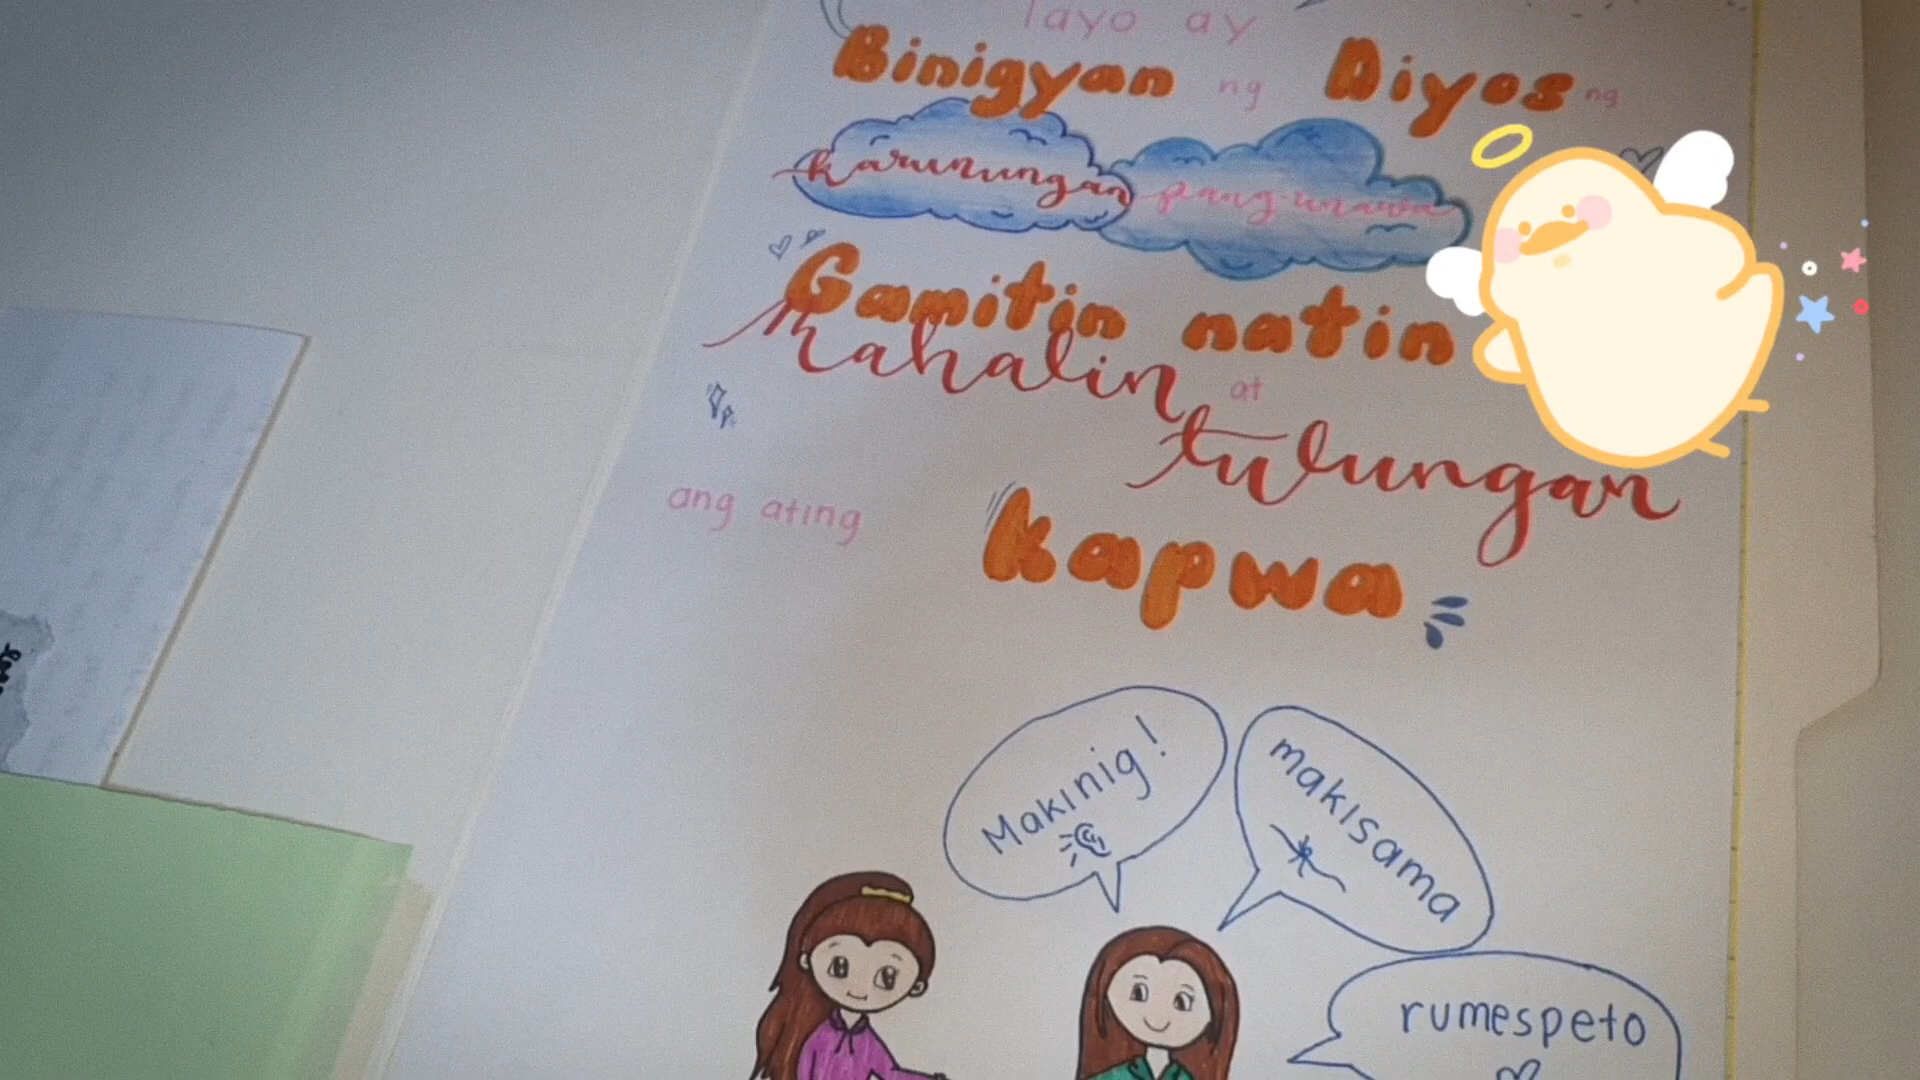 Tayo ay
Binigyan ng Diyos ng
karunungan pang-unawa
Gamitin natin
Mahalin at
tulungan
ang ating kapwa
Makinig!
makisama
rumespeto